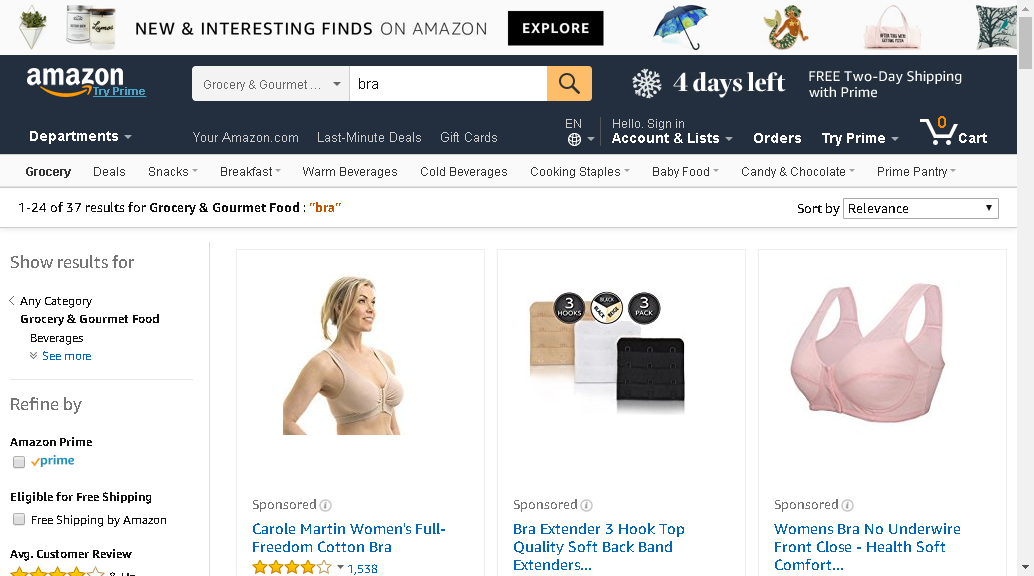 NEW & INTERESTING FINDS ON AMAZON
EXPLORE
amazon
Try Prime
Grocery & Gourmet ...
bra
4 days left
FREE Two-Day Shipping
with Prime
Departments
Your Amazon.com
Last-Minute Deals
Gift Cards
EN
Hello. Sign in
Account & Lists
Orders
Try Prime
0
Cart
Grocery
Deals
Snacks
Breakfast
Warm Beverages
Cold Beverages
Cooking Staples
Baby Food
Candy & Chocolate
Prime Pantry
1-24 of 37 results for Grocery & Gourmet Food : "bra"
Sort by Relevance
Show results for
Any Category
Grocery & Gourmet Food
Beverages
See more
Refine by
Amazon Prime
prime
Eligible for Free Shipping
Free Shipping by Amazon
Avg. Customer Review
Sponsored
Carole Martin Women's Full-
Freedom Cotton Bra
1,538
3
HOOKS
BLACK
BLACK
BEIGE
3
PACK
Sponsored
Bra Extender 3 Hook Top
Quality Soft Back Band
Extenders...
Sponsored
Womens Bra No Underwire
Front Close - Health Soft
Comfort...